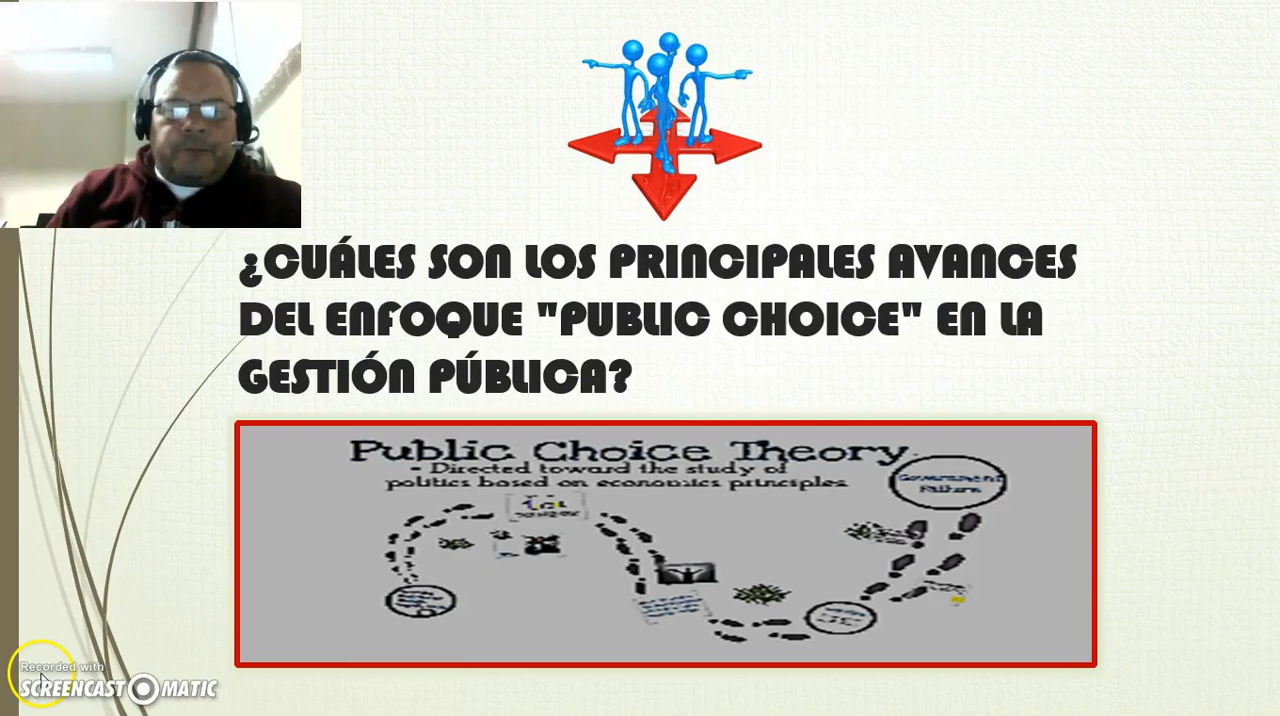 ¿CUÁLES SON LOS PRINCIPALES AVANCES
DEL ENFOQUE "PUBLIC CHOICE" EN LA
GESTIÓN PÚBLICA?
Public Choice Theory
- Directed toward the study of
politics based on economics principles
Government
Failure
Recorded with
SCREENCAST MATIC